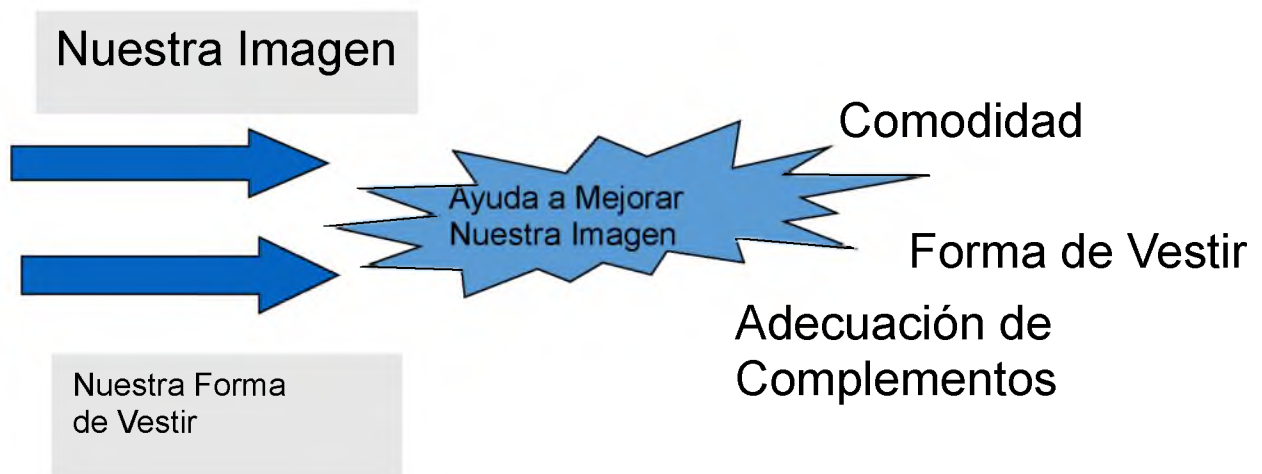 Nuestra Imagen
Comodidad
Ayuda a Mejorar
Nuestra Imagen
Forma de Vestir
Adecuación de
Complementos
Nuestra Forma
de Vestir